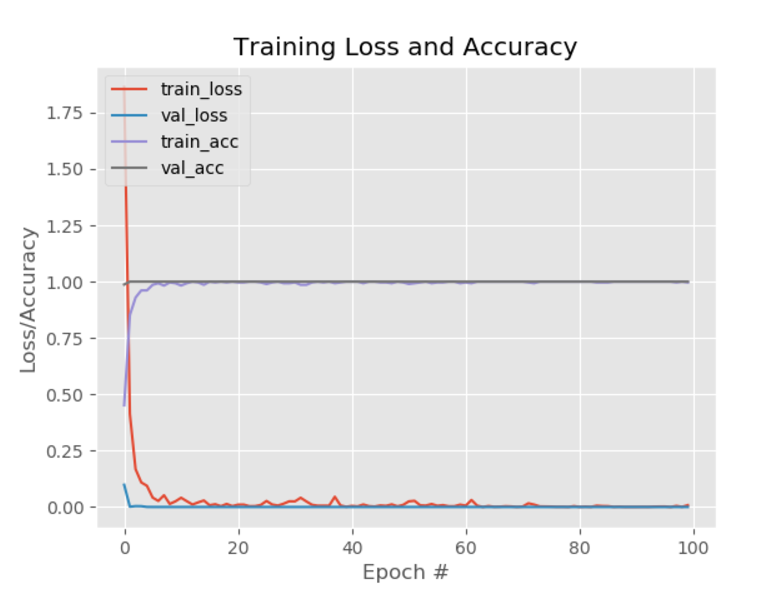 Training Loss and Accuracy
train_loss
val_loss
train_acc
val_acc
1.75
1.50
1.25
1.00
0.75
0.50
0.25
0.00
Loss/Accuracy
0 20 40 60 80 100
Epoch #